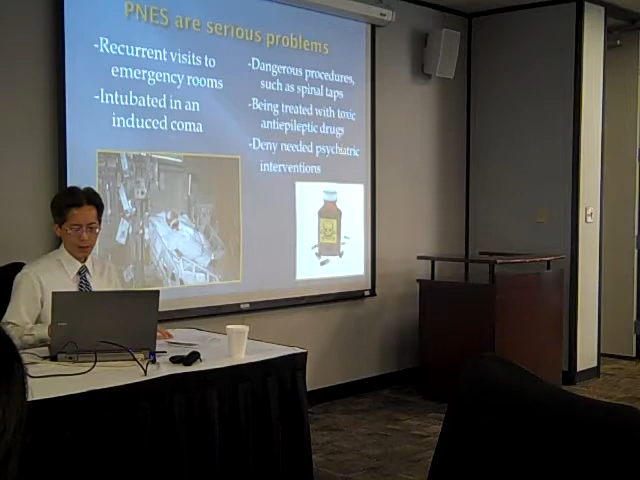 PNES are serious problems
-Recurrent visits to
emergency rooms
-Intubated in an
induced coma
-Dangerous procedures,
such as spinal taps
-Being treated with toxic
antiepileptic drugs
-Deny needed psychiatric
interventions